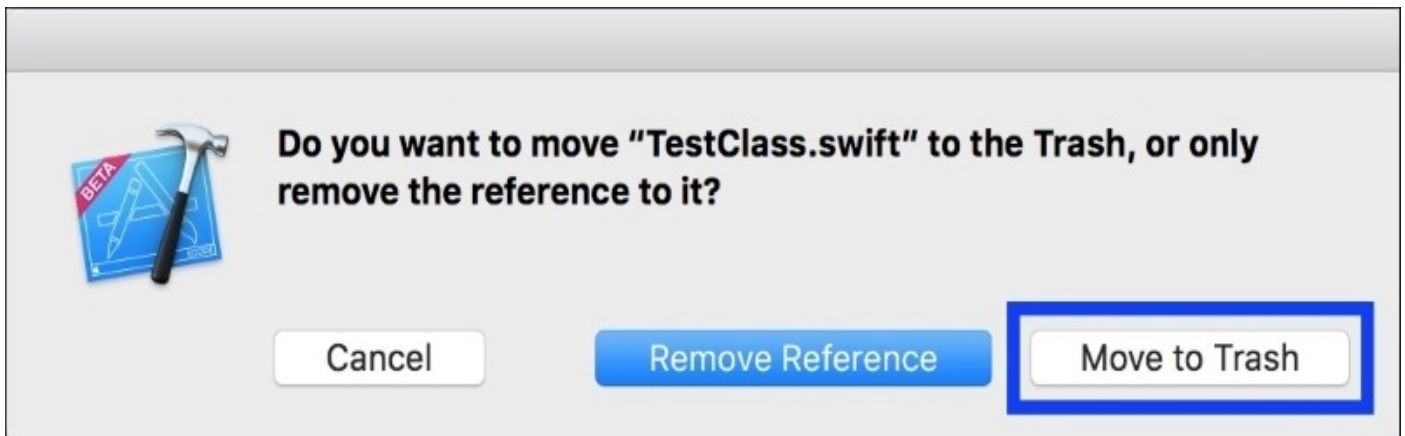 Do you want to move “TestClass.swift” to the Trash, or only
remove the reference to it?
BETA
Cancel
Remove Reference
Move to Trash